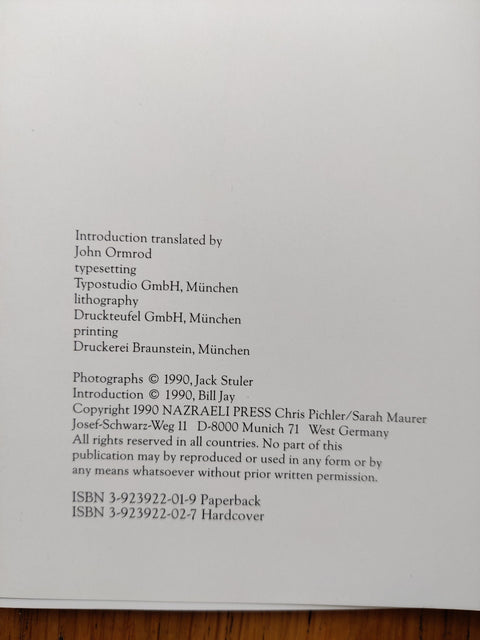 Introduction translated by
John Ormrod
typesetting
Typostudio GmbH, München
lithography
Druckteufel GmbH, München
printing
Druckerei Braunstein, München
Photographs © 1990, Jack Stuler
Introduction © 1990, Bill Jay
Copyright 1990 NAZRAELI PRESS Chris Pichler/Sarah Maurer
Josef-Schwarz-Weg 11 D-8000 Munich 71 West Germany
All rights reserved in all countries. No part of this
publication may by reproduced or used in any form or by
any means whatsoever without prior written permission.
ISBN 3-923922-01-9 Paperback
ISBN 3-923922-02-7 Hardcover